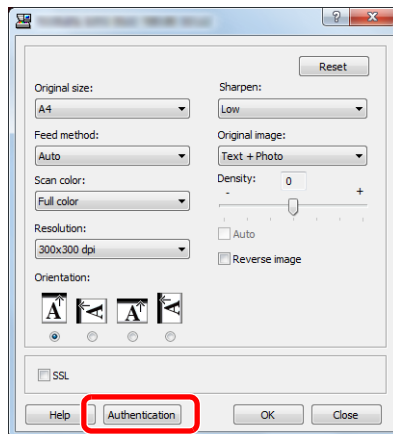 Reset
Original size:
Sharpen:
A4
Low
Feed method:
Original image:
Auto
Text + Photo
Scan color:
Density:
0
Full color
-
+
Resolution:
Auto
300x300 dpi
Reverse image
Orientation:
A
A
A
A
SSL
Help
Authentication
OK
Close